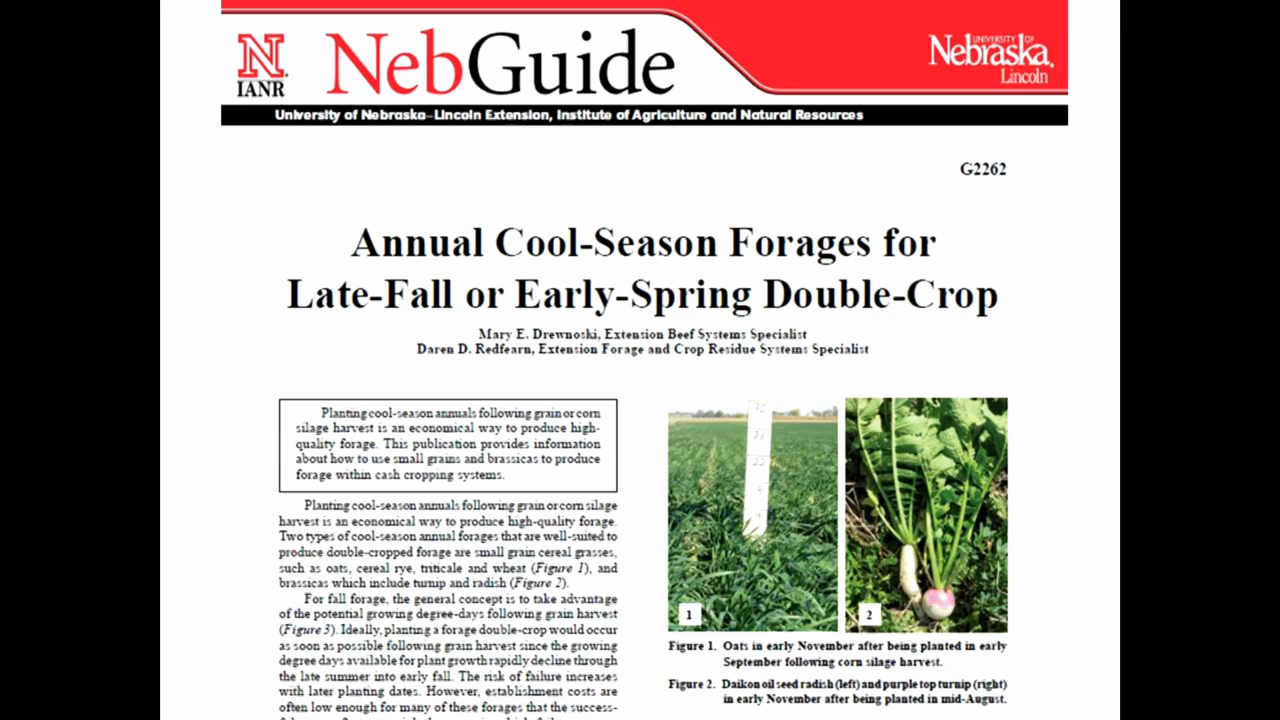 N
IANR
NebGuide
UNIVERSITY OF
Nebraska
Lincoln
University of Nebraska–Lincoln Extension, Institute of Agriculture and Natural Resources
G2262
Annual Cool-Season Forages for
Late-Fall or Early-Spring Double-Crop
Mary E. Drewnoski, Extension Beef Systems Specialist
Daren D. Redfearn, Extension Forage and Crop Residue Systems Specialist
Planting cool-season annuals following grain or corn
silage harvest is an economical way to produce high-
quality forage. This publication provides information
about how to use small grains and brassicas to produce
forage within cash cropping systems.
Planting cool-season annuals following grain or corn silage
harvest is an economical way to produce high-quality forage.
Two types of cool-season annual forages that are well-suited to
produce double-cropped forage are small grain cereal grasses,
such as oats, cereal rye, triticale and wheat (Figure 1), and
brassicas which include turnip and radish (Figure 2).
For fall forage, the general concept is to take advantage
of the potential growing degree-days following grain harvest
(Figure 3). Ideally, planting a forage double-crop would occur
as soon as possible following grain harvest since the growing
degree days available for plant growth rapidly decline through
the late summer into early fall. The risk of failure increases
with later planting dates. However, establishment costs are
often low enough for many of these forages that the success-
1
2
Figure 1. Oats in early November after being planted in early
September following corn silage harvest.
Figure 2. Daikon oil seed radish (left) and purple top turnip (right)
in early November after being planted in mid-August.